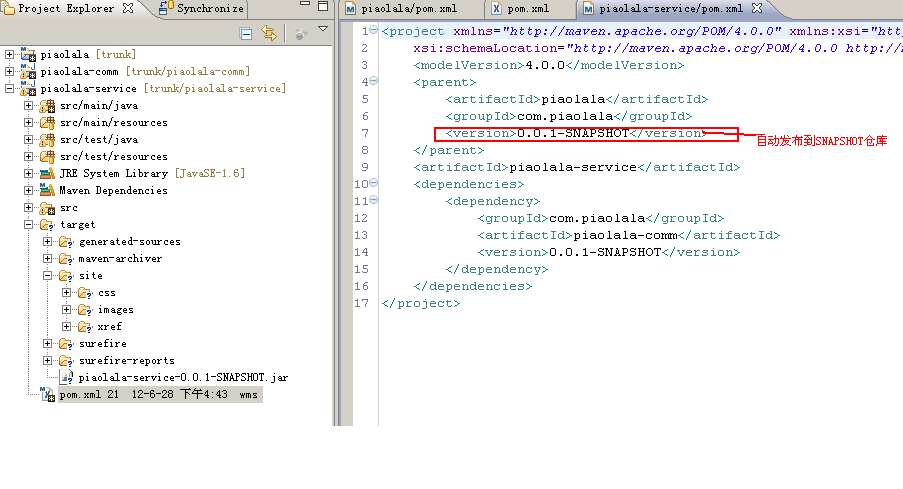 Project Explorer
Synchronize
piaolala [trunk]
piaolala-comm [trunk/piaolala-comm]
piaolala-service [trunk/piaolala-service]
src/main/java
src/main/resources
src/test/java
src/test/resources
JRE System Library [JavaSE-1.6]
Maven Dependencies
src
target
generated-sources
maven-archiver
site
css
images
xref
surefire
surefire-reports
piaolala-service-0.0.1-SNAPSHOT.jar
pom.xml 21 12-6-28 下午4:43 wms
piaolala/pom.xml
pom.xml
piaolala-service/pom.xml
1 <project xmlns="http://maven.apache.org/POM/4.0.0" xmlns:xsi="http
2 xsi:schemaLocation="http://maven.apache.org/POM/4.0.0 http://m
3 <modelVersion>4.0.0</modelVersion>
4 <parent>
5 <artifactId>piaolala</artifactId>
6 <groupId>com.piaolala</groupId>
7 <version>0.0.1-SNAPSHOT</version>
自动发布到SNAPSHOT仓库
8 </parent>
9 <artifactId>piaolala-service</artifactId>
10 <dependencies>
11 <dependency>
12 <groupId>com.piaolala</groupId>
13 <artifactId>piaolala-comm</artifactId>
14 <version>0.0.1-SNAPSHOT</version>
15 </dependency>
16 </dependencies>
17 </project>